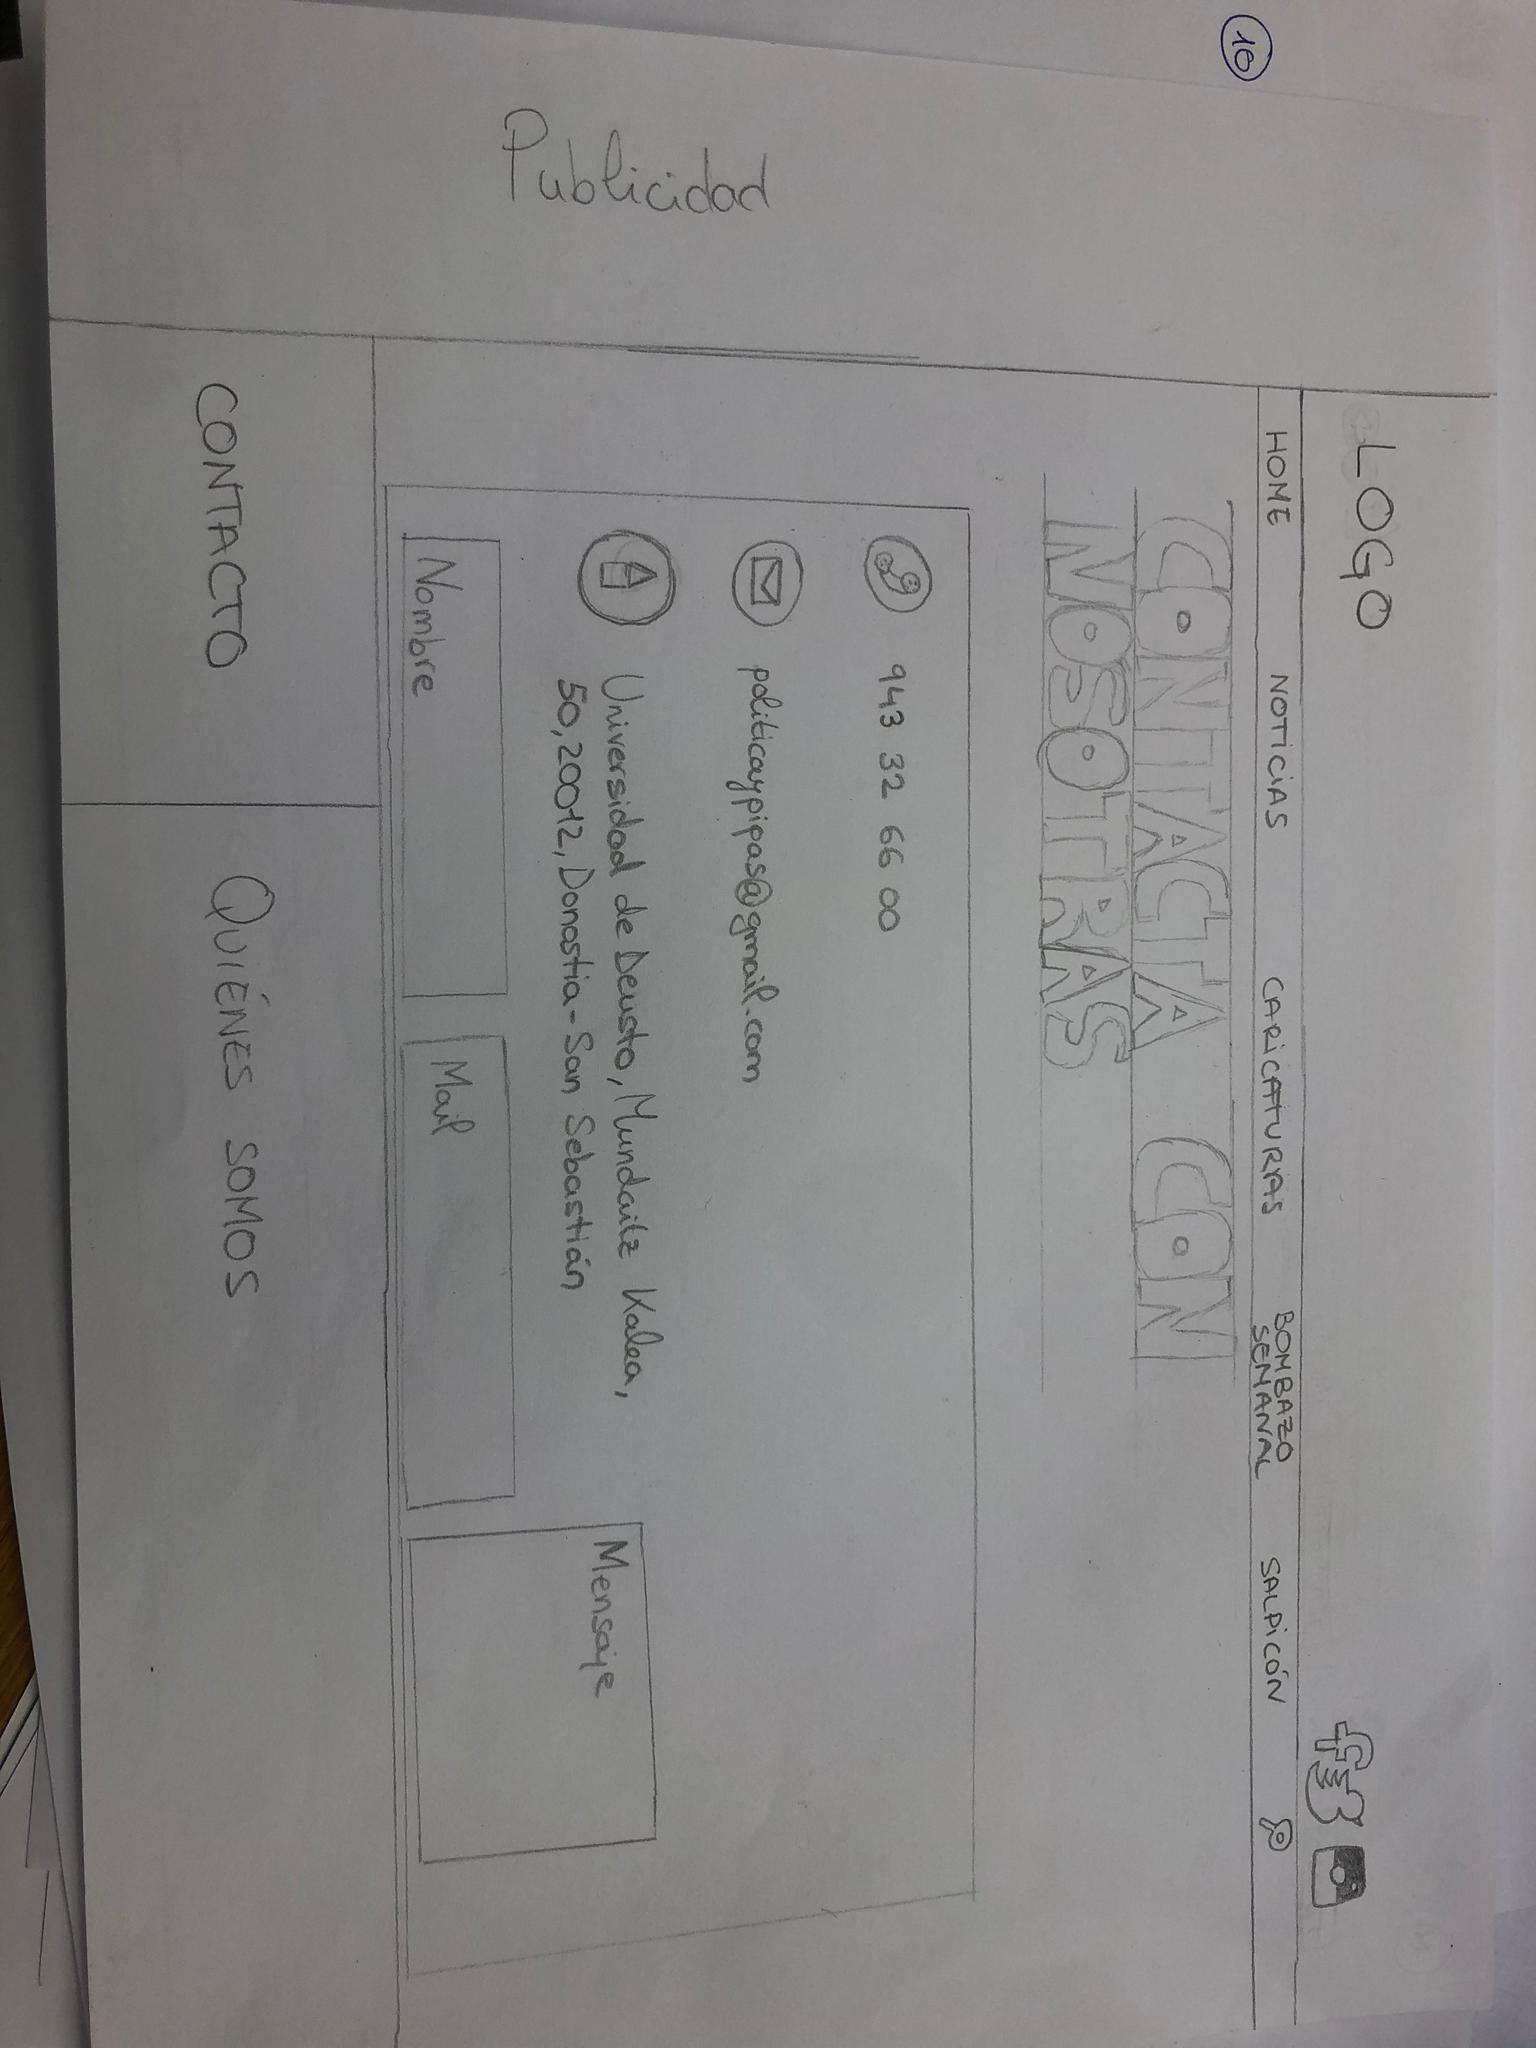 10
LOGO
HOME NOTICIAS CARICATURAS BOMBAZO SEMANAL SALPICÓN
CONTACTA CON
NOSOTRAS
943 32 66 00
politicaypipas@gmail.com
Universidad de Deusto, Mundaitz Kalea,
50, 20012, Donostia-San Sebastián
Mensaje
Nombre
Mail
Publicidad
CONTACTO
QUIÉNES SOMOS